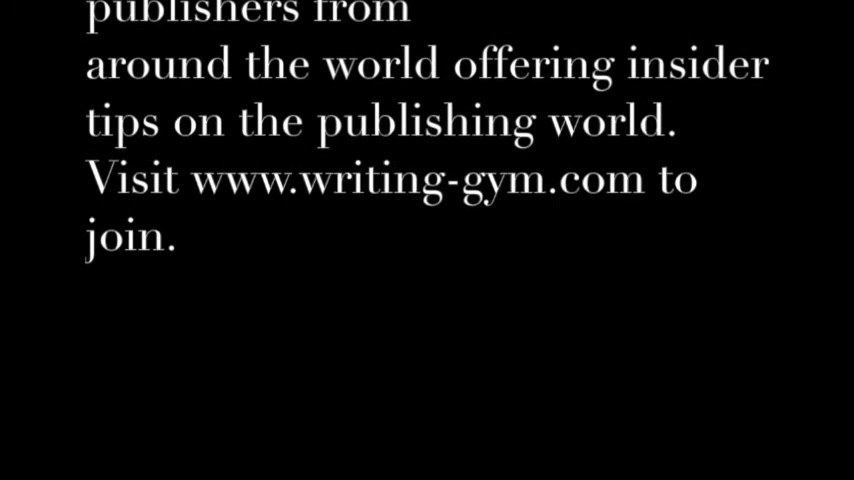 publishers from
around the world offering insider
tips on the publishing world.
Visit www.writing-gym.com to
join.